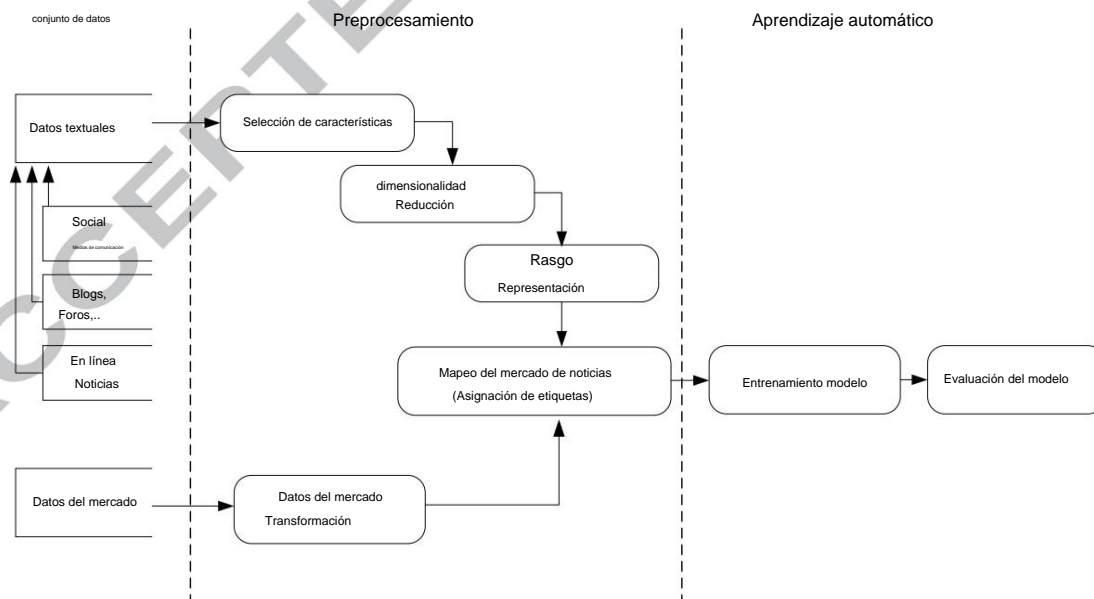 conjunto de datos
Preprocesamiento
Aprendizaje automático
Datos textuales
Selección de características
dimensionalidad
Reducción
Social
Medios de comunicación
Rasgo
Representación
Blogs,
Foros,..
En línea
Noticias
Mapeo del mercado de noticias
(Asignación de etiquetas)
Entrenamiento modelo
Evaluación del modelo
Datos del mercado
Datos del mercado
Transformación
ACCEPTE